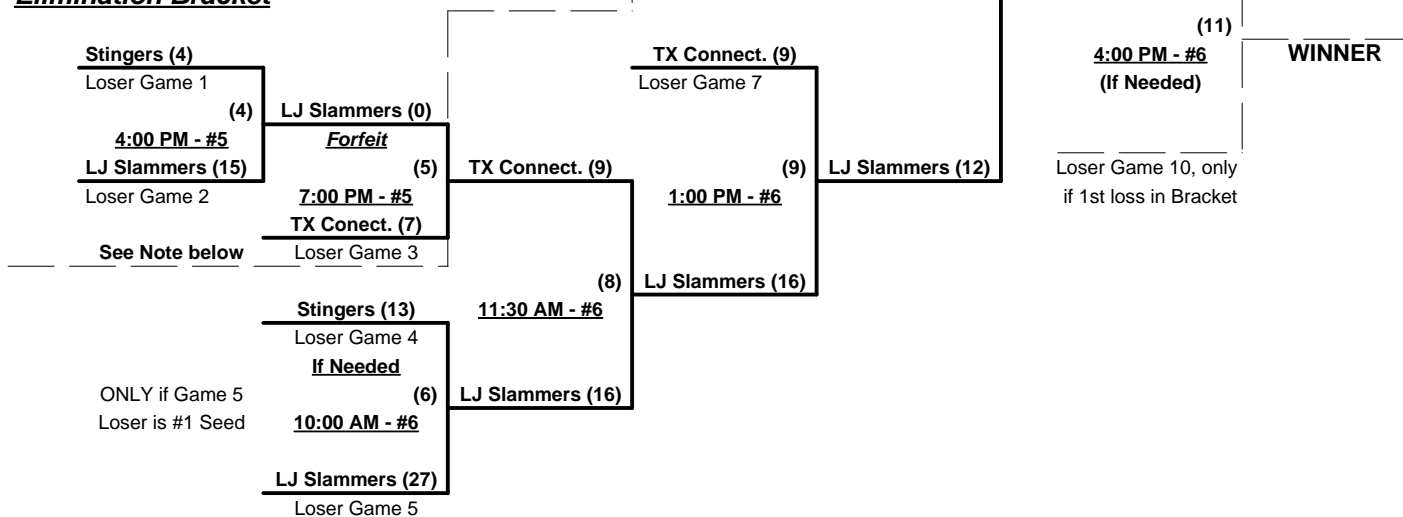 Elimination Bracket
Stingers (4)
Loser Game 1
(4)
4:00 PM - #5
LJ Slammers (15)
Loser Game 2
LJ Slammers (0)
Forfeit
(5)
7:00 PM - #5
TX Conect. (7)
Loser Game 3
See Note below
TX Connect. (9)
Stingers (13)
Loser Game 4
If Needed
ONLY if Game 5
Loser is #1 Seed
(6)
10:00 AM - #6
LJ Slammers (27)
Loser Game 5
(8)
11:30 AM - #6
LJ Slammers (16)
TX Connect. (9)
Loser Game 7
(9)
1:00 PM - #6
LJ Slammers (16)
LJ Slammers (12)
(11)
4:00 PM - #6
(If Needed)
WINNER
Loser Game 10, only
if 1st loss in Bracket